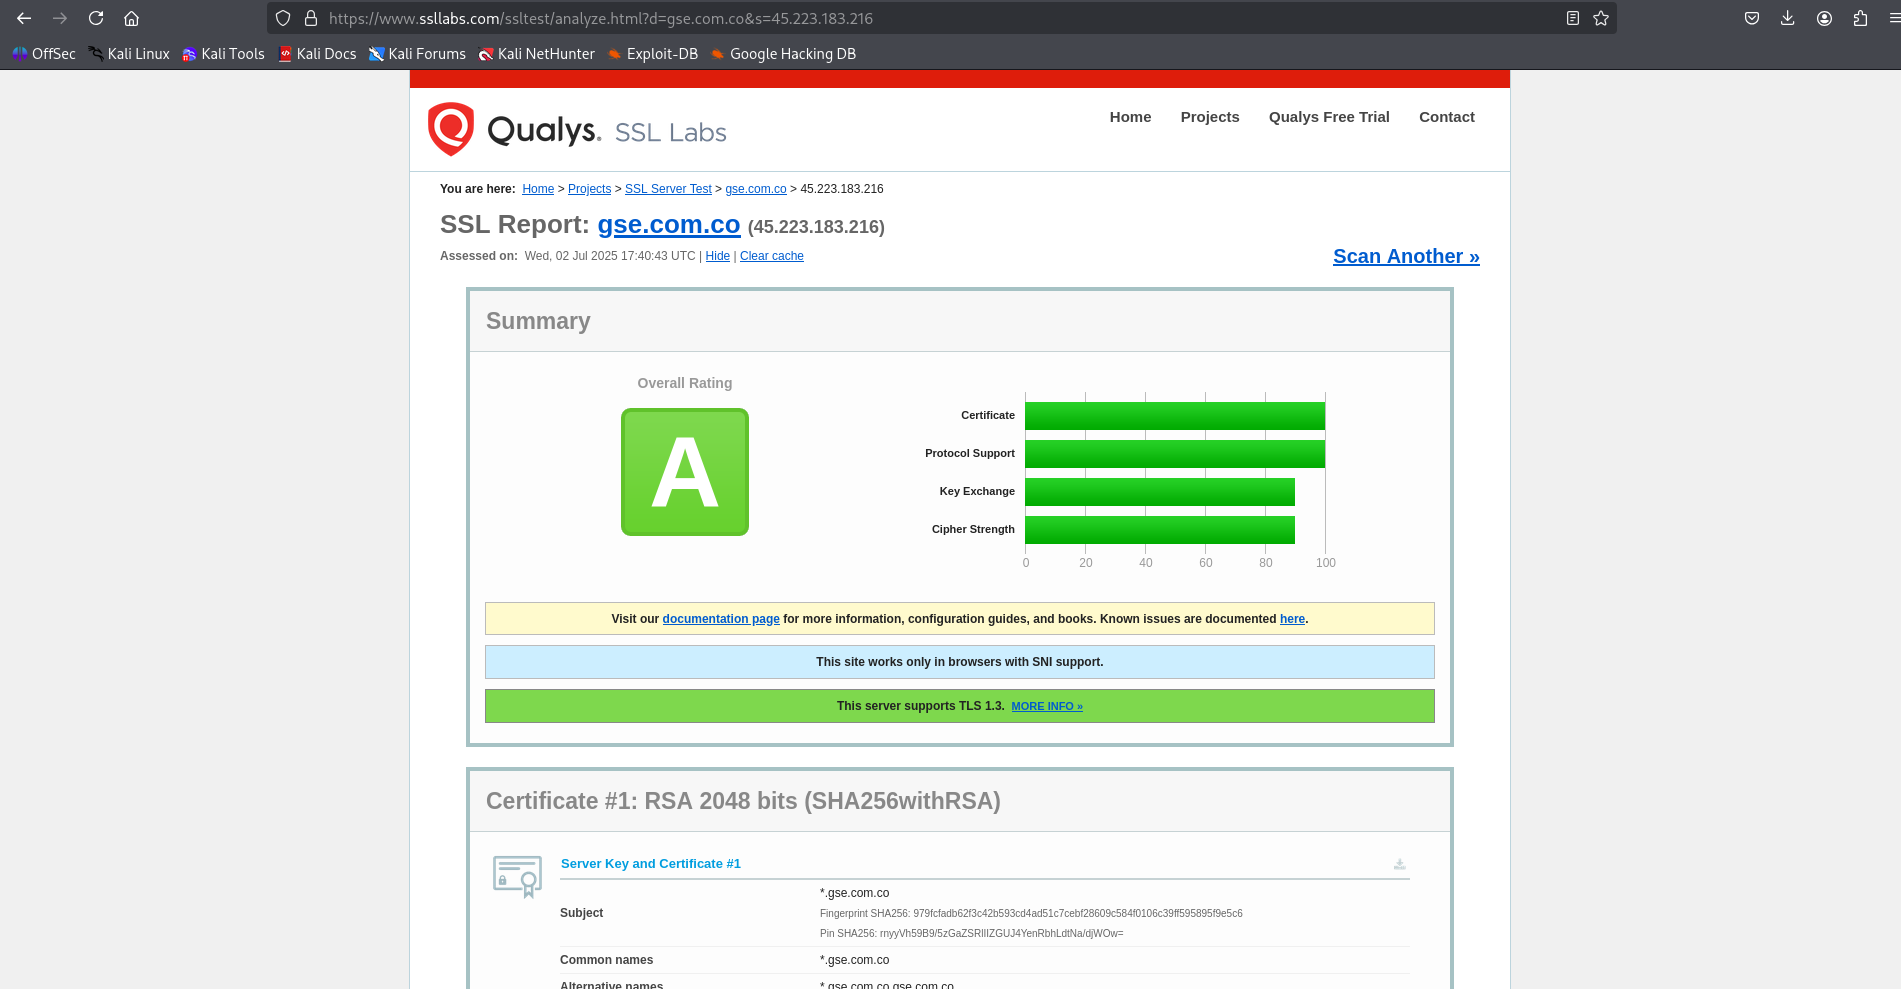 https://www.ssllabs.com/ssltest/analyze.html?d=gse.com.co&s=45.223.183.216
OffSec Kali Linux Kali Tools Kali Docs Kali Forums Kali NetHunter Exploit-DB Google Hacking DB
Qualys. SSL Labs
Home Projects Qualys Free Trial Contact
You are here: Home > Projects > SSL Server Test > gse.com.co > 45.223.183.216
SSL Report: gse.com.co (45.223.183.216)
Assessed on: Wed, 02 Jul 2025 17:40:43 UTC | Hide | Clear cache
Scan Another »
Summary
Overall Rating
A
Certificate
Protocol Support
Key Exchange
Cipher Strength
0 20 40 60 80 100
Visit our documentation page for more information, configuration guides, and books. Known issues are documented here.
This site works only in browsers with SNI support.
This server supports TLS 1.3. MORE INFO »
Certificate #1: RSA 2048 bits (SHA256withRSA)
Server Key and Certificate #1
Subject
*.gse.com.co
Fingerprint SHA256: 979fcfadb62f3c42b593cd4ad51c7cebf28609c584f0106c39ff595895f9e5c6
Pin SHA256:
Common names *.gse.com.co
Alternative names *.gse.com.co gse.com.co